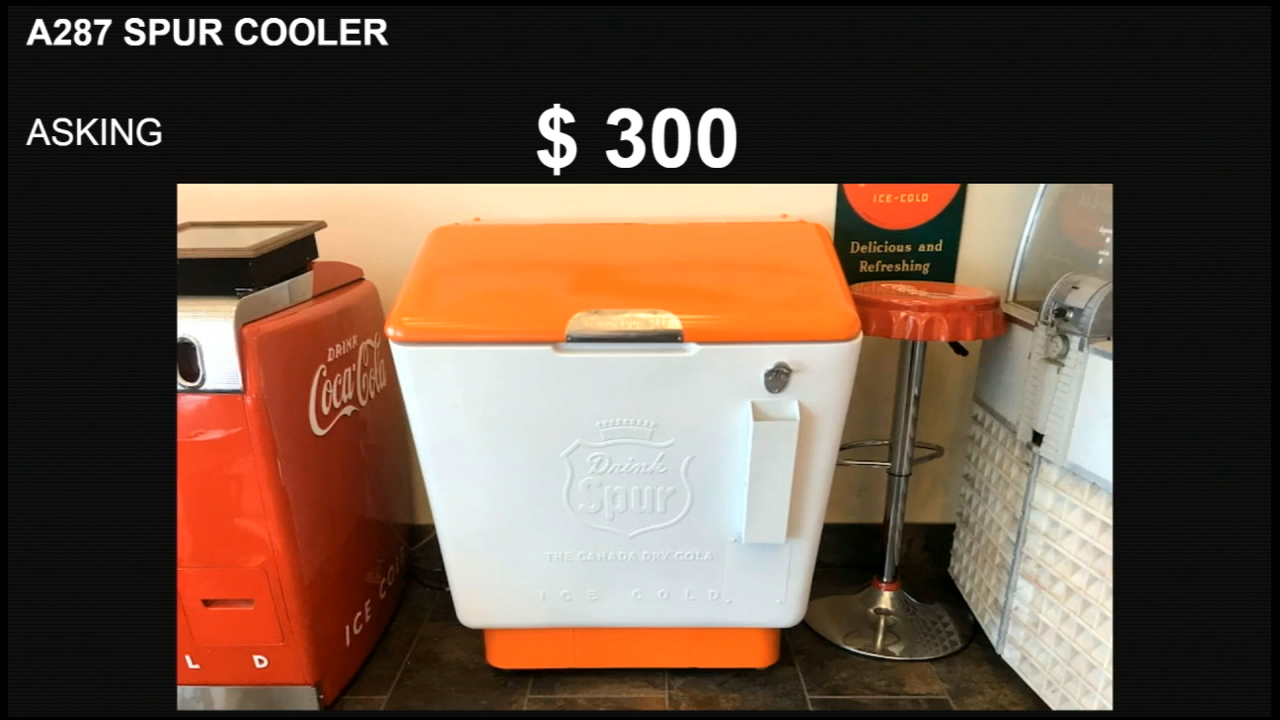 A287 SPUR COOLER
ASKING
$ 300
ICE-COLD
Delicious and
Refreshing
DRINK
Coca-Cola
Drink
Spur
THE CANADA DRY COLA
ICE COLD
ICE COLD
L D